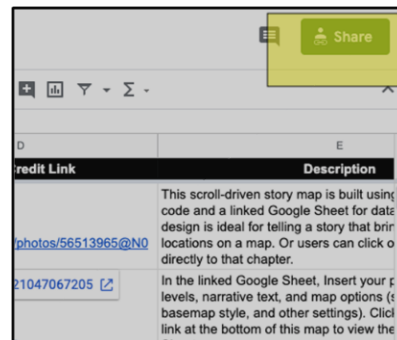 Share
D E
redit Link Description
This scroll-driven story map is built using
code and a linked Google Sheet for data
design is ideal for telling a story that brin
/photos/56513965@N0 locations on a map. Or users can click o
directly to that chapter.
21047067205 In the linked Google Sheet, Insert your p
levels, narrative text, and map options (s
basemap style, and other settings). Click
link at the bottom of this map to view the